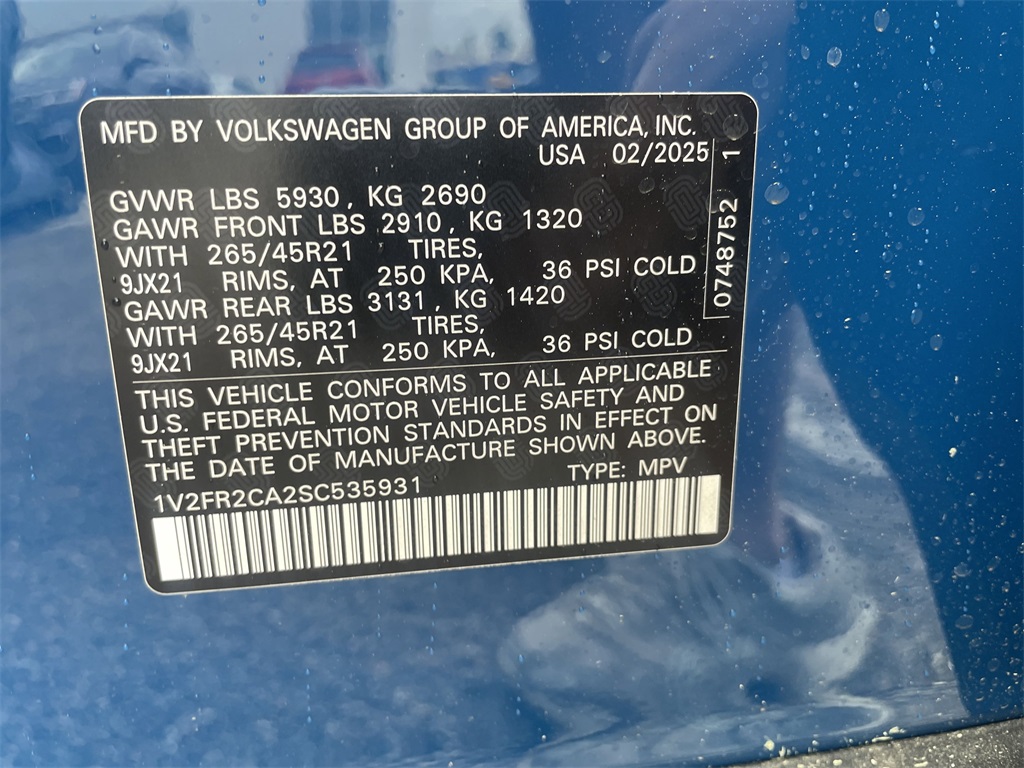 MFD BY VOLKSWAGEN GROUP OF AMERICA, INC.
USA 02/2025
GVWR LBS 5930, KG 2690
GAWR FRONT LBS 2910, KG 1320
WITH 265/45R21 TIRES,
9JX21 RIMS, AT 250 KPA, 36 PSI COLD
GAWR REAR LBS 3131, KG 1420
WITH 265/45R21 TIRES,
9JX21 RIMS, AT 250 KPA, 36 PSI COLD
THIS VEHICLE CONFORMS TO ALL APPLICABLE
U.S. FEDERAL MOTOR VEHICLE SAFETY AND
THEFT PREVENTION STANDARDS IN EFFECT ON
THE DATE OF MANUFACTURE SHOWN ABOVE.
TYPE: MPV
1V2FR2CA2SC535931
0748752 1